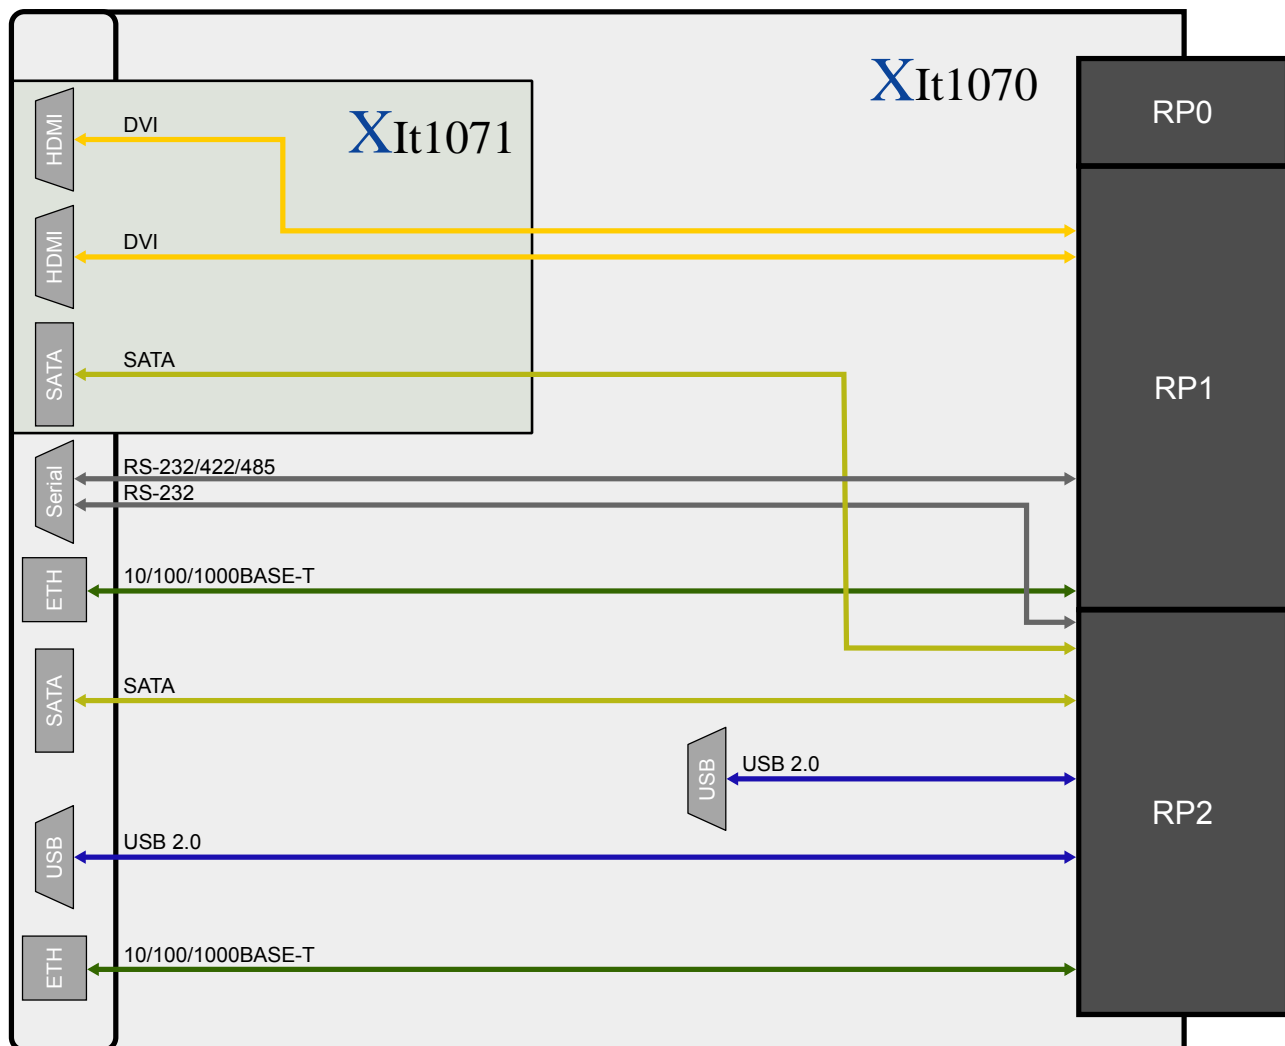 XIt1070
RP0
XIt1071
HDMI
DVI
HDMI
DVI
SATA
SATA
RP1
Serial
RS-232/422/485
RS-232
ETH
10/100/1000BASE-T
SATA
SATA
USB
USB 2.0
RP2
USB
USB 2.0
ETH
10/100/1000BASE-T